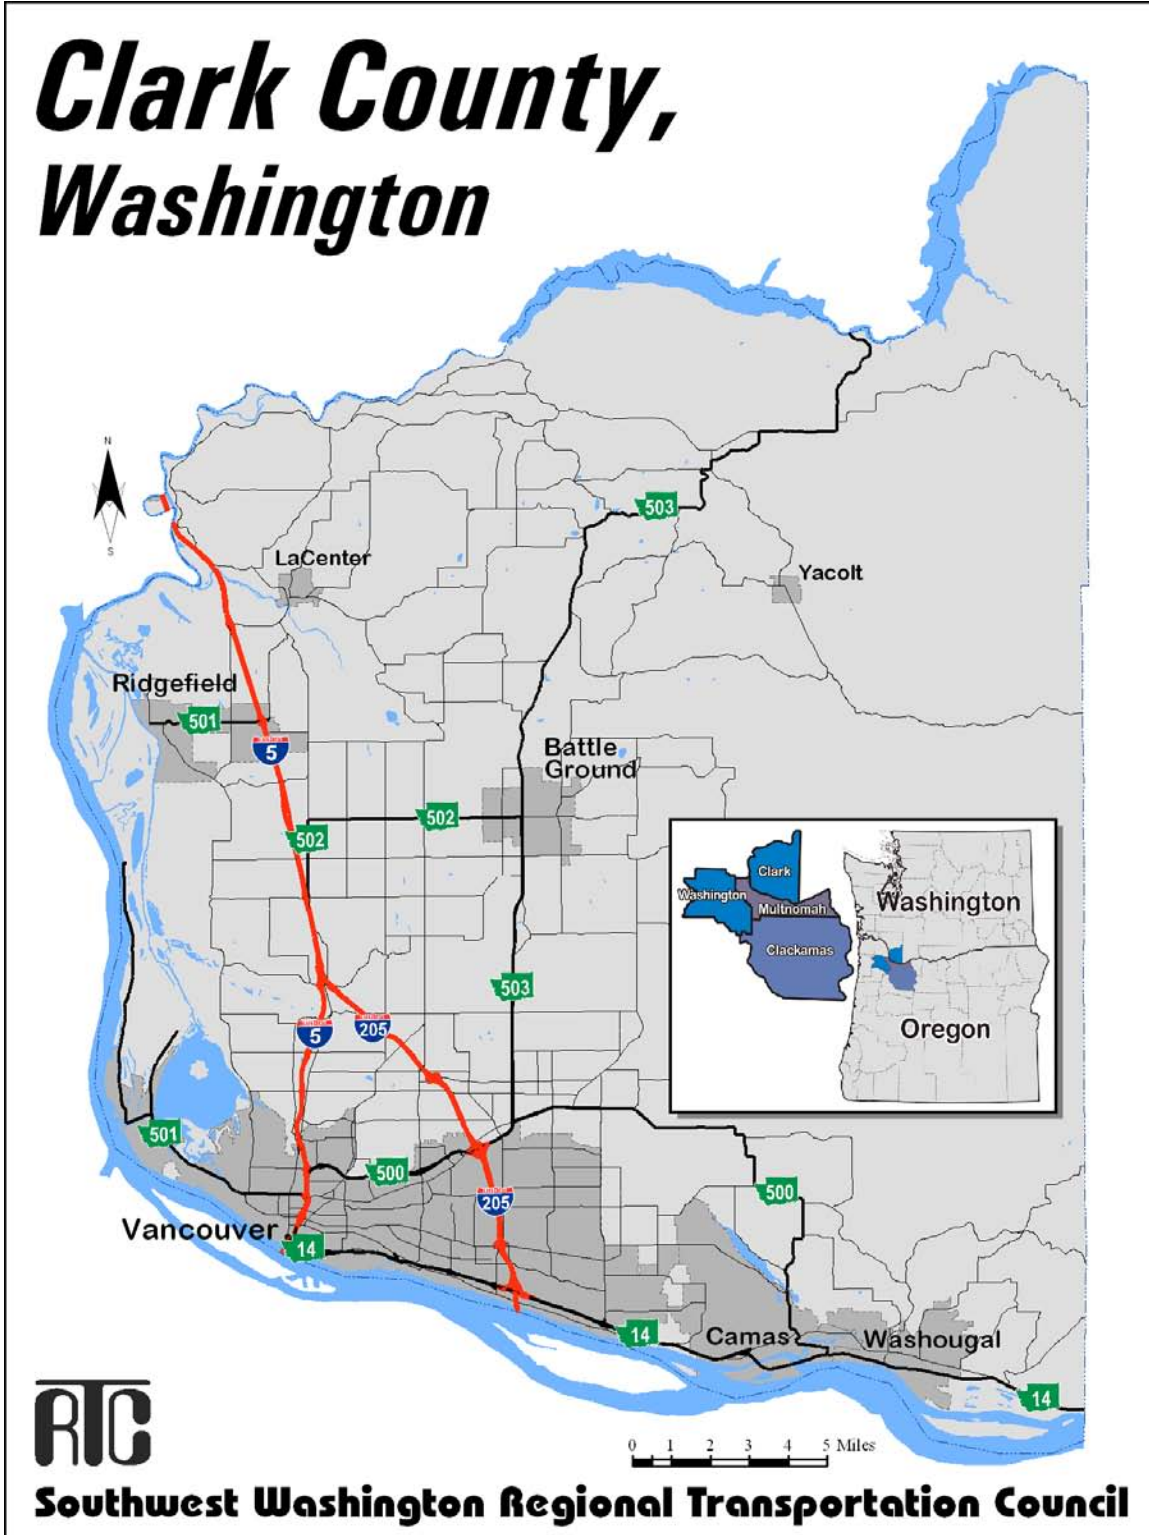 Clark County,
Washington
N
S
503
LaCenter
Yacolt
Ridgefield
501
5
Battle
Ground
502
502
Clark
Washington
Multnomah
Clackamas
Washington
Oregon
503
5
205
501
500
500
205
Vancouver
14
14
Camas
Washougal
14
RTC
0 1 2 3 4 5 Miles
Southwest Washington Regional Transportation Council